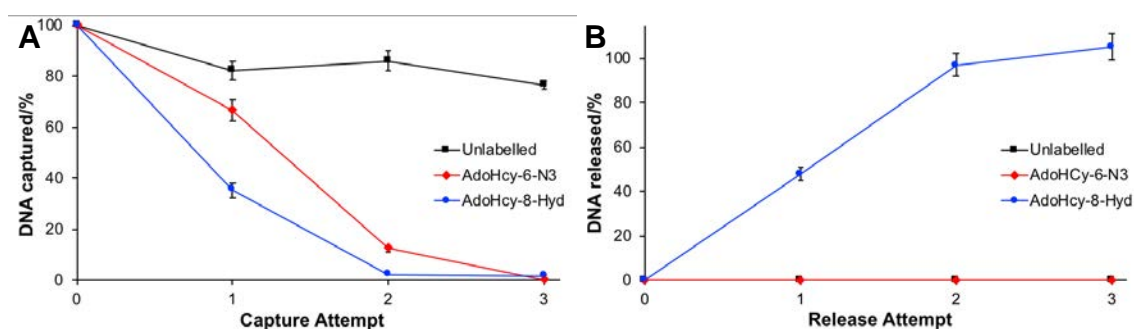 A
DNA captured/%
100
80
60
40
20
0
0 1 2 3
Capture Attempt
Unlabelled
AdoHcy-6-N3
AdoHcy-8-Hyd
B
DNA released/%
100
80
60
40
20
0
0 1 2 3
Release Attempt
Unlabelled
AdoHCy-6-N3
AdoHcy-8-Hyd